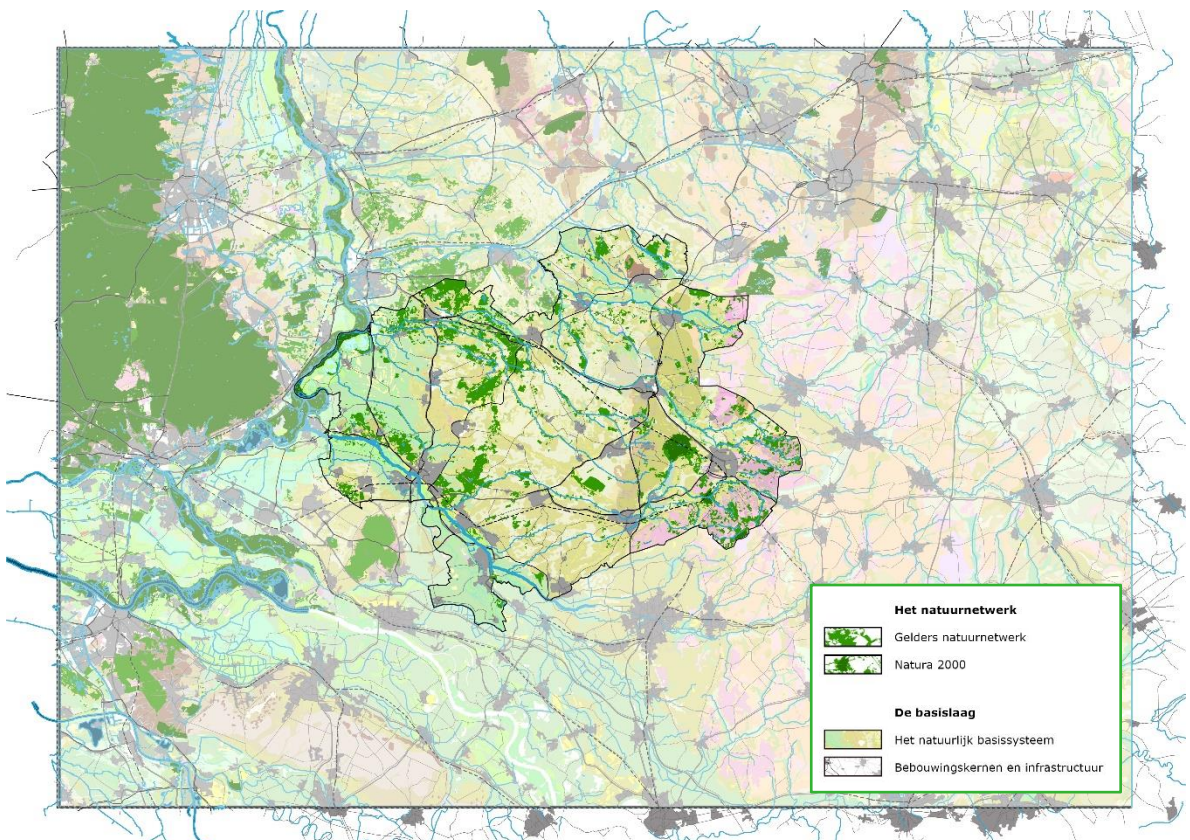 Het natuurnetwerk
Gelders natuurnetwerk
Natura 2000
De basislaag
Het natuurlijk basissysteem
Bebouwingskernen en infrastructuur